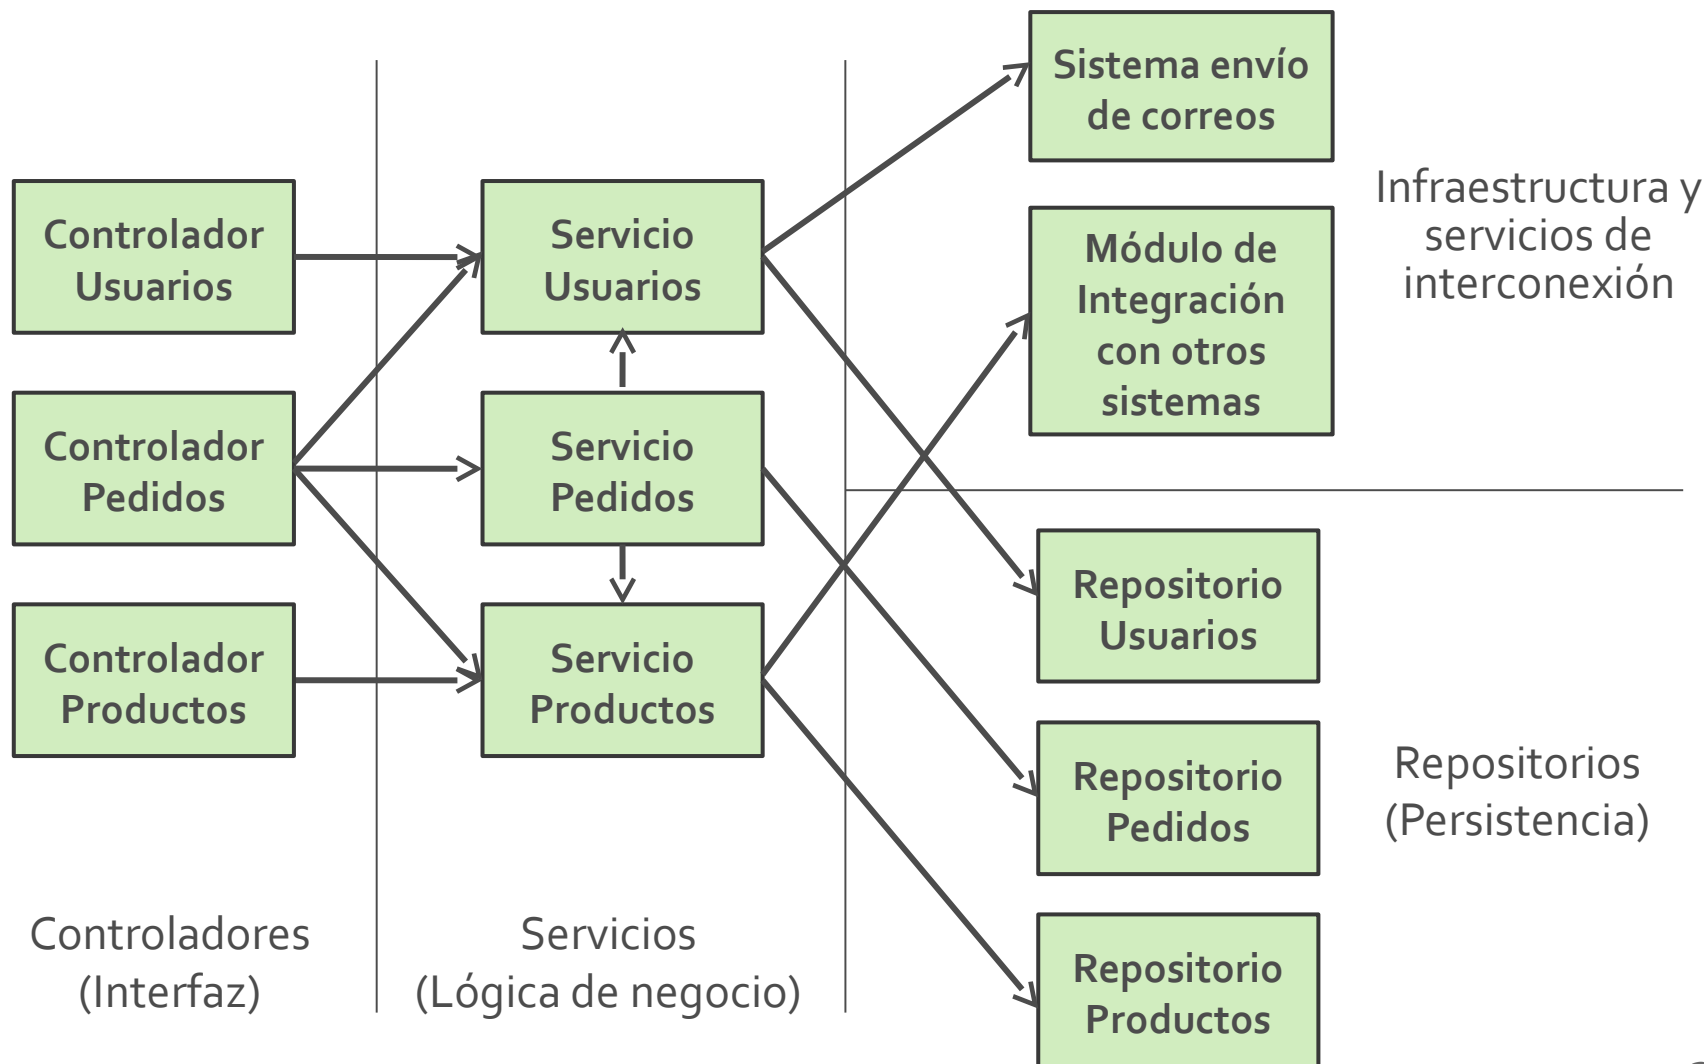 Sistema envío
de correos
Infraestructura y
servicios de
interconexión
Controlador
Usuarios
Servicio
Usuarios
Módulo de
Integración
con otros
sistemas
Controlador
Pedidos
Servicio
Pedidos
Repositorio
Usuarios
Controlador
Productos
Servicio
Productos
Repositorio
Pedidos
Repositorios
(Persistencia)
Controladores
(Interfaz)
Servicios
(Lógica de negocio)
Repositorio
Productos